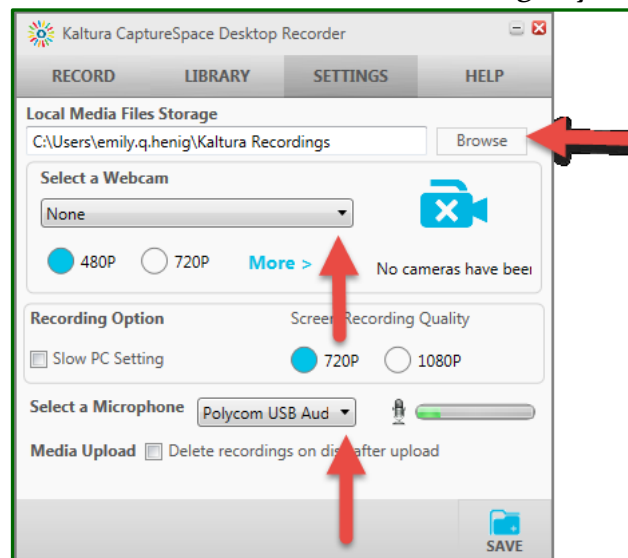 Kaltura CaptureSpace Desktop Recorder
RECORD LIBRARY SETTINGS HELP
Local Media Files Storage
C:\Users\emily.q.henig\Kaltura Recordings Browse
Select a Webcam
None
480P 720P More > No cameras have
Recording Option Screen Recording Quality
Slow PC Setting 720P 1080P
Select a Microphone Polycom USB Aud
Media Upload Delete recordings on disk after upload
SAVE